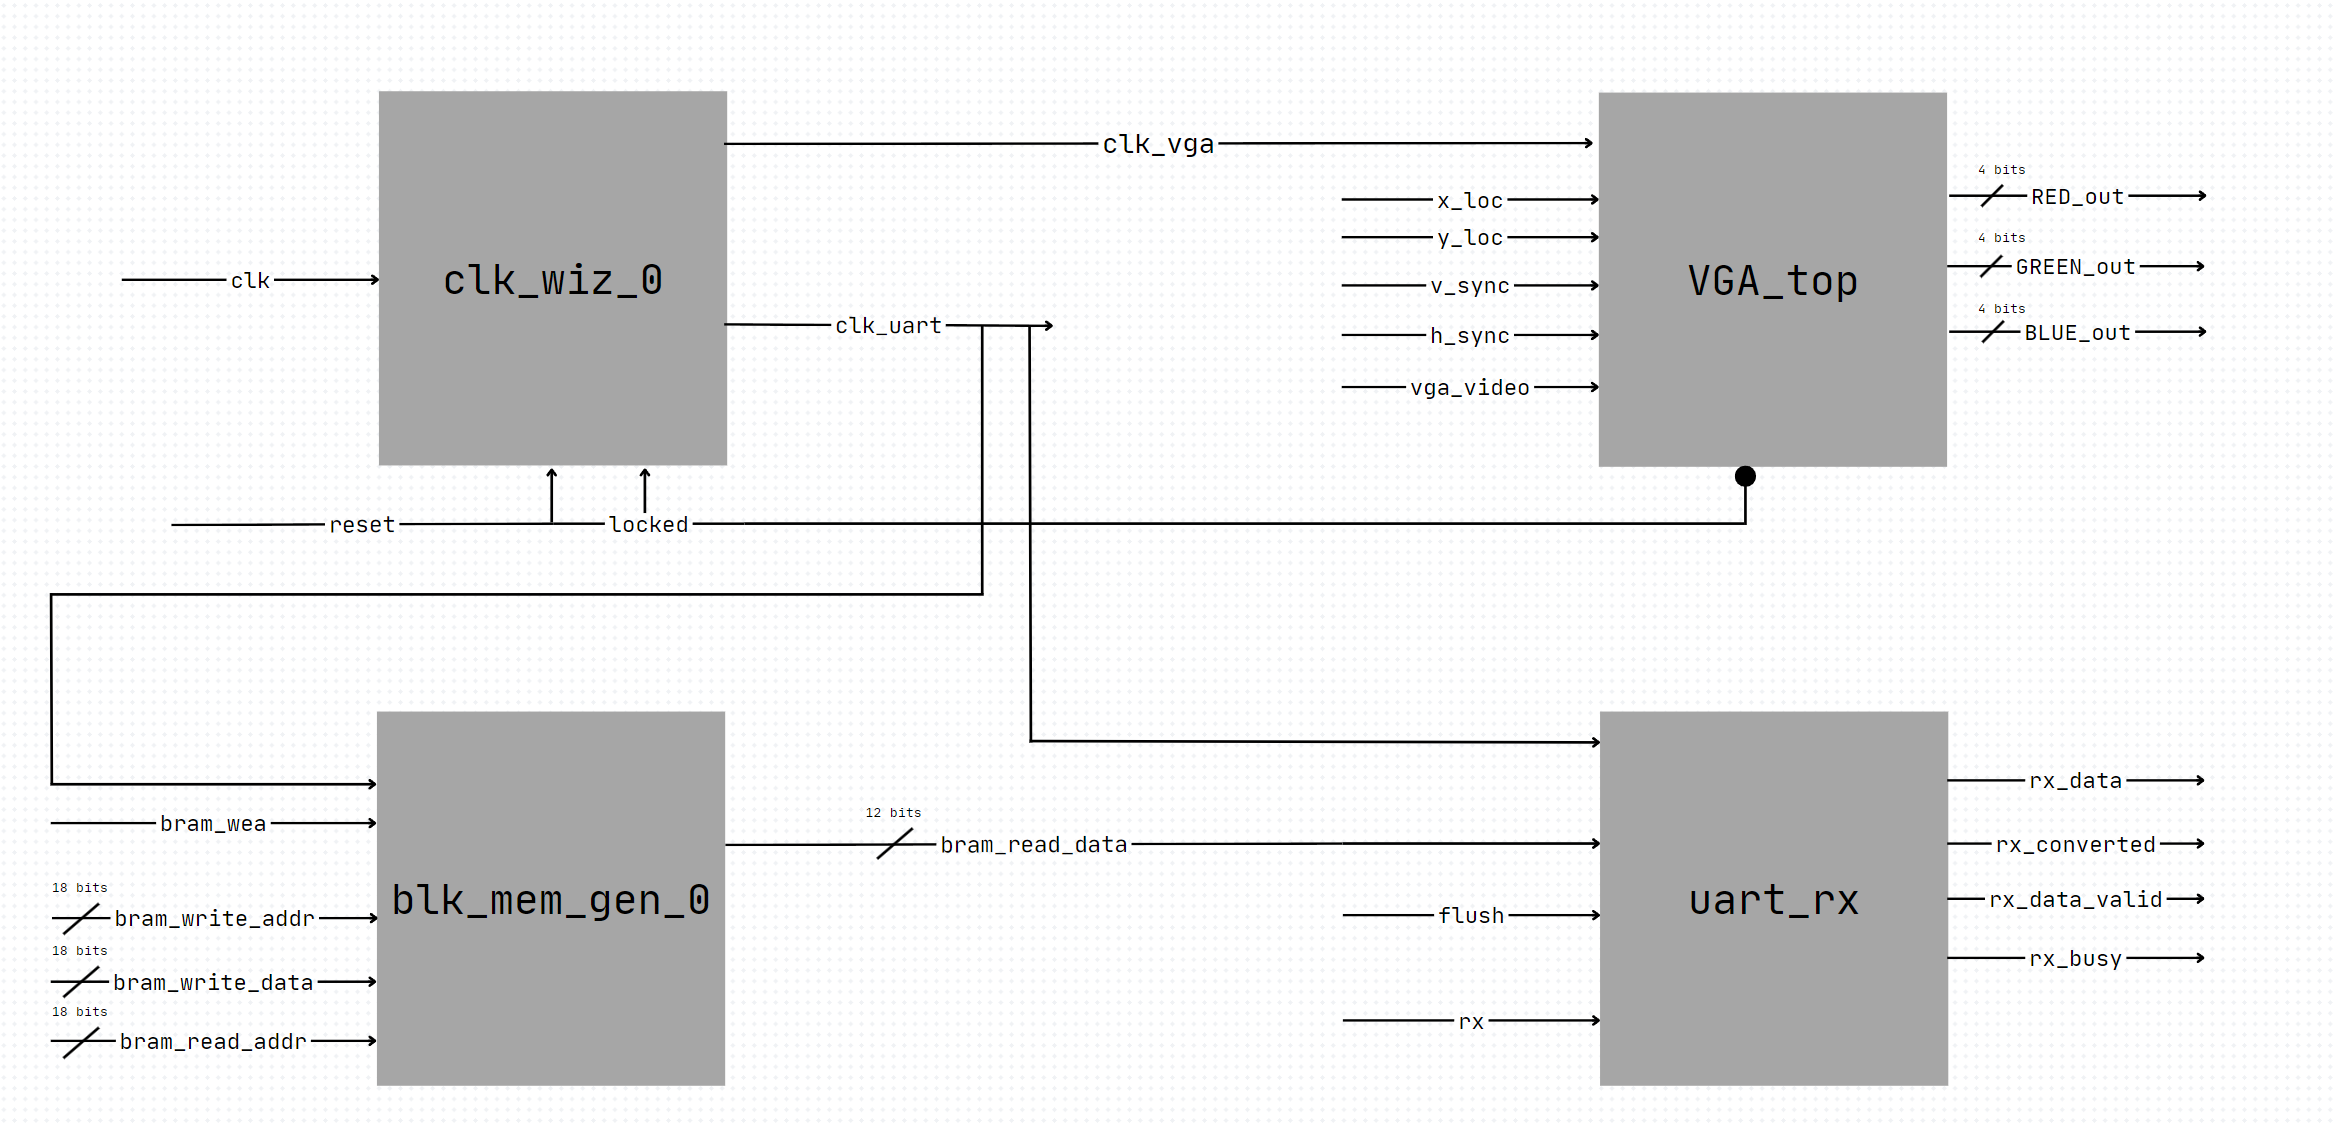 clk_vga
4 bits
x_loc
RED_out
y_loc
4 bits
clk
clk_wiz_0
v_sync
VGA_top
GREEN_out
4 bits
clk_uart
h_sync
BLUE_out
vga_video
reset
locked
rx_data
bram_wea
12 bits
bram_read_data
rx_converted
18 bits
bram_write_addr
blk_mem_gen_0
flush
uart_rx
rx_data_valid
18 bits
bram_write_data
rx_busy
18 bits
bram_read_addr
rx